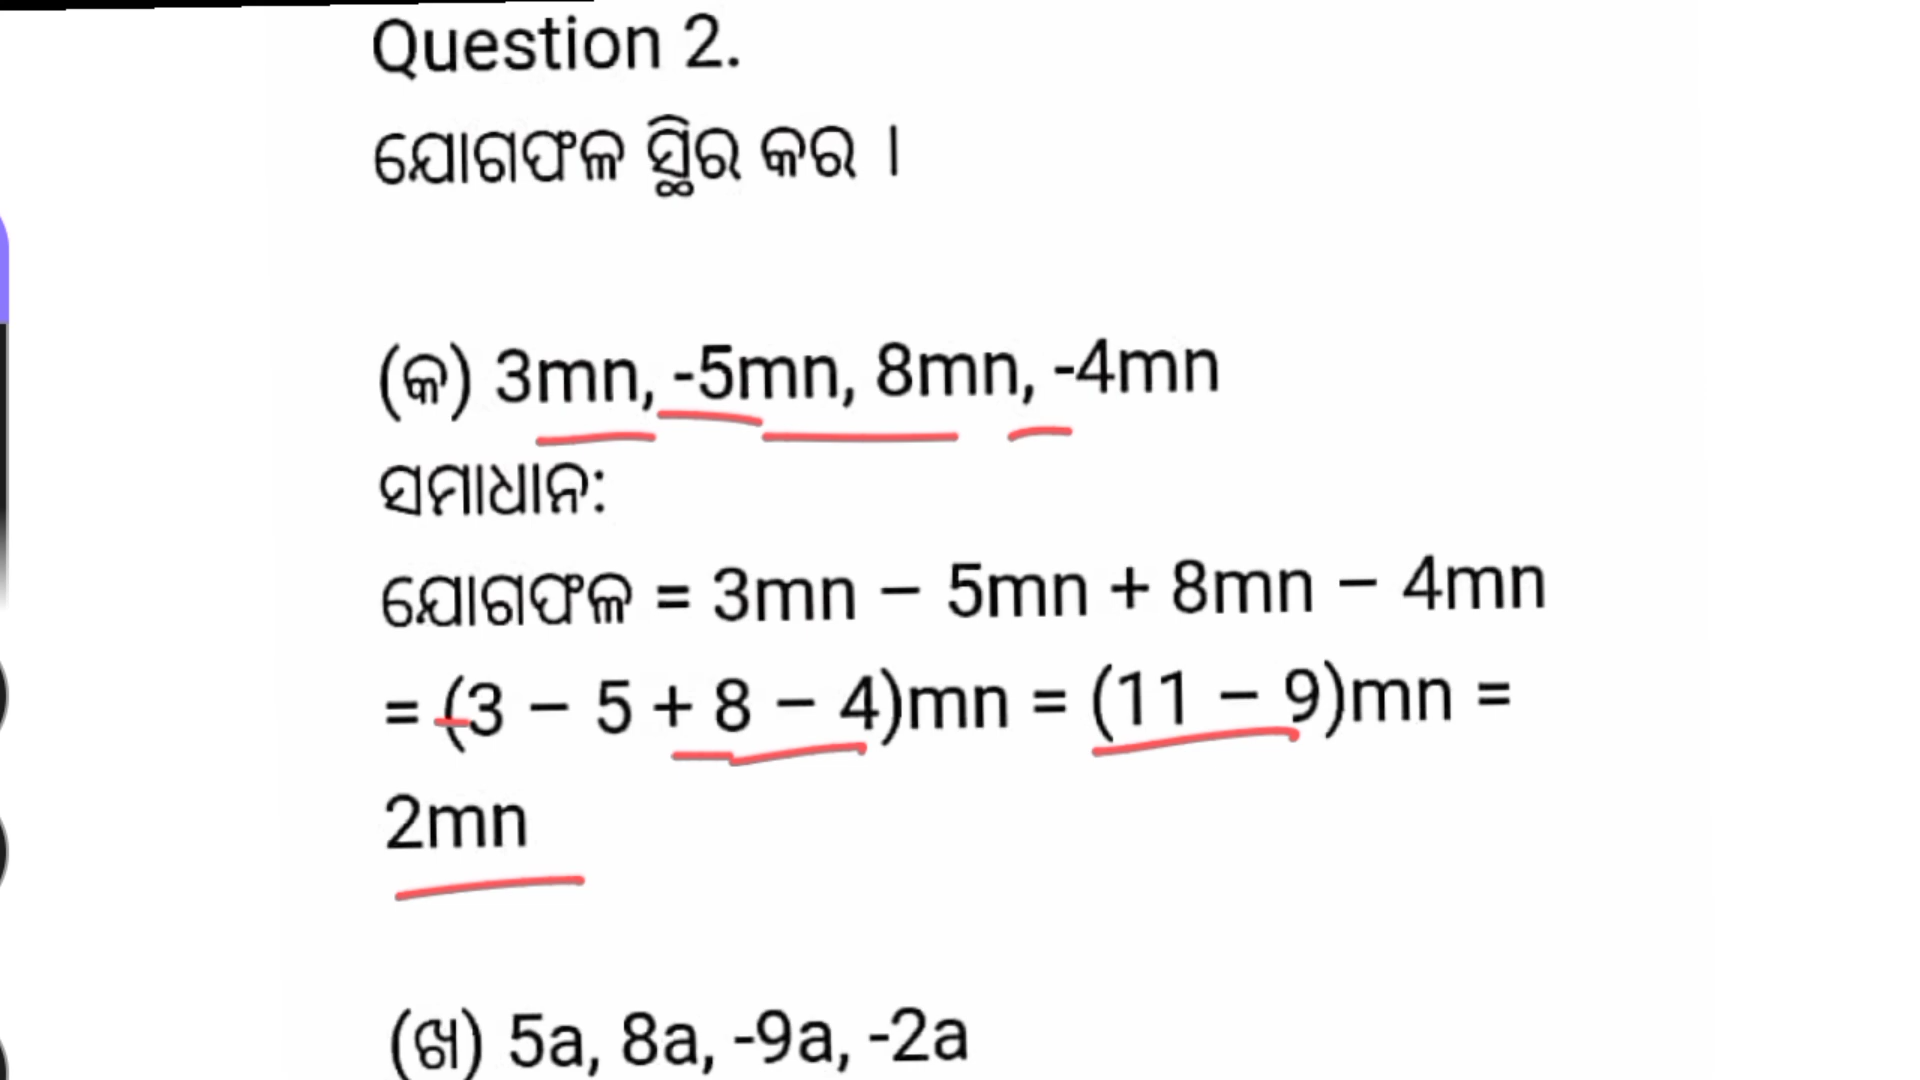 Question 2.
ଯୋଗଫଳ ସ୍ଥିର କର ।
(କ) 3mn, -5mn, 8mn, -4mn
ସମାଧାନ:
ଯୋଗଫଳ = 3mn – 5mn + 8mn – 4mn
= (3 – 5 + 8 – 4)mn = (11 – 9)mn =
2mn
(ଖ) 5a, 8a, -9a, -2a